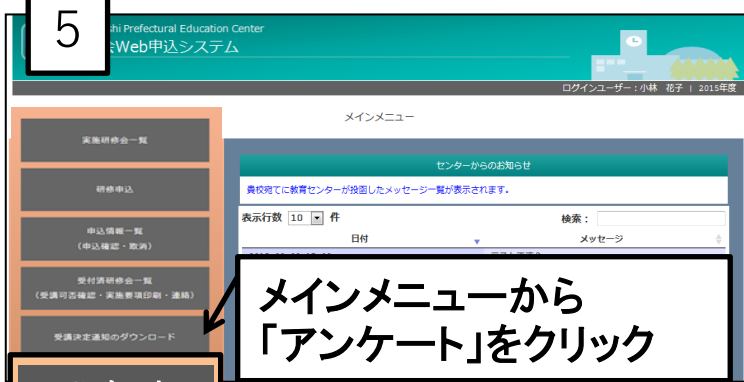 5
hi Prefectural Education Center
会Web申込システム
ログインユーザー：小林 花子 | 2015年度
メインメニュー
実施研修会一覧
研修申込
申込情報一覧
（申込確認・取消）
受付済研修会一覧
（受講可否確認・実施要項印刷・連絡）
受講決定通知のダウンロード
センターからのお知らせ
貴校宛てに教育センターが投函したメッセージ一覧が表示されます。
表示行数 10 件
検索：
日付
メッセージ
メインメニューから
「アンケート」をクリック